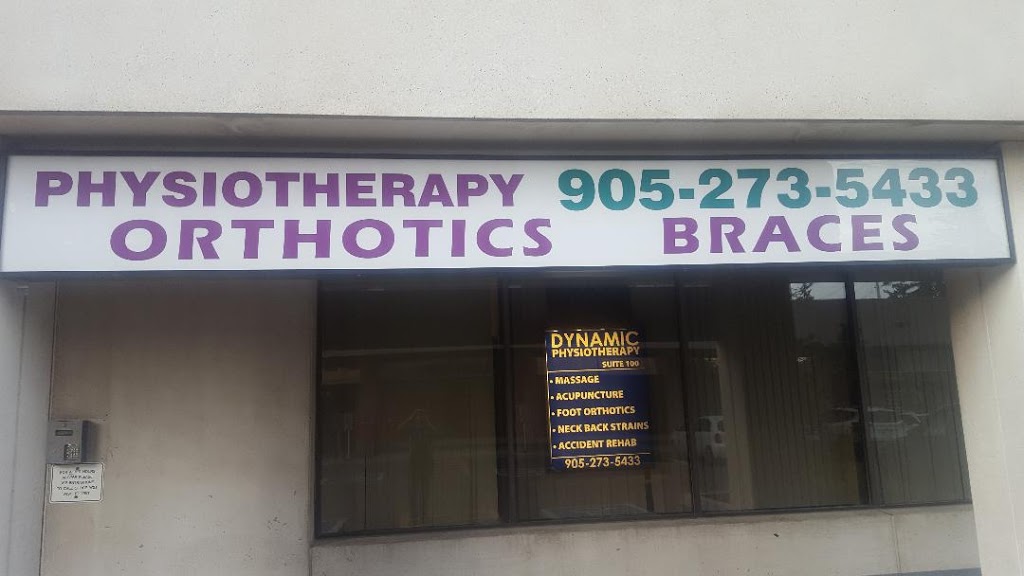 PHYSIOTHERAPY 905-273-5433
ORTHOTICS BRACES
DYNAMIC
PHYSIOTHERAPY
SUITE 100
• MASSAGE
• ACUPUNCTURE
• FOOT ORTHOTICS
• NECK BACK STRAINS
• ACCIDENT REHAB
905-273-5433